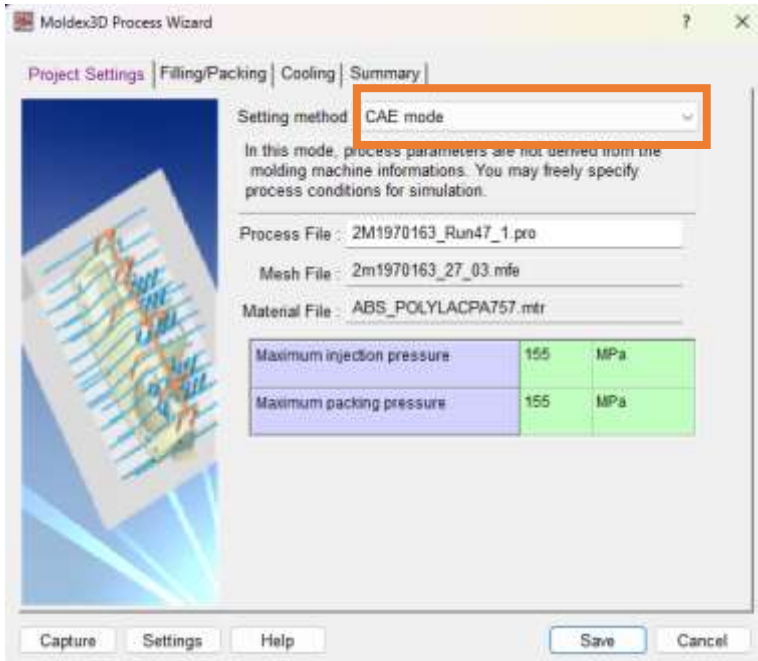 Moldex3D Process Wizard ? ×
Project Settings Filling/Packing Cooling Summary
Setting method CAE mode
In this mode, process parameters are not derived from the
molding machine informations. You may freely specify
process conditions for simulation.
Process File : 2M1970163_Run47_1.pro
Mesh File : 2m1970163_27_03.mfe
Material File : ABS_POLYLACPA757.mtr
Maximum injection pressure 155 MPa
Maximum packing pressure 155 MPa
Capture Settings Help Save Cancel